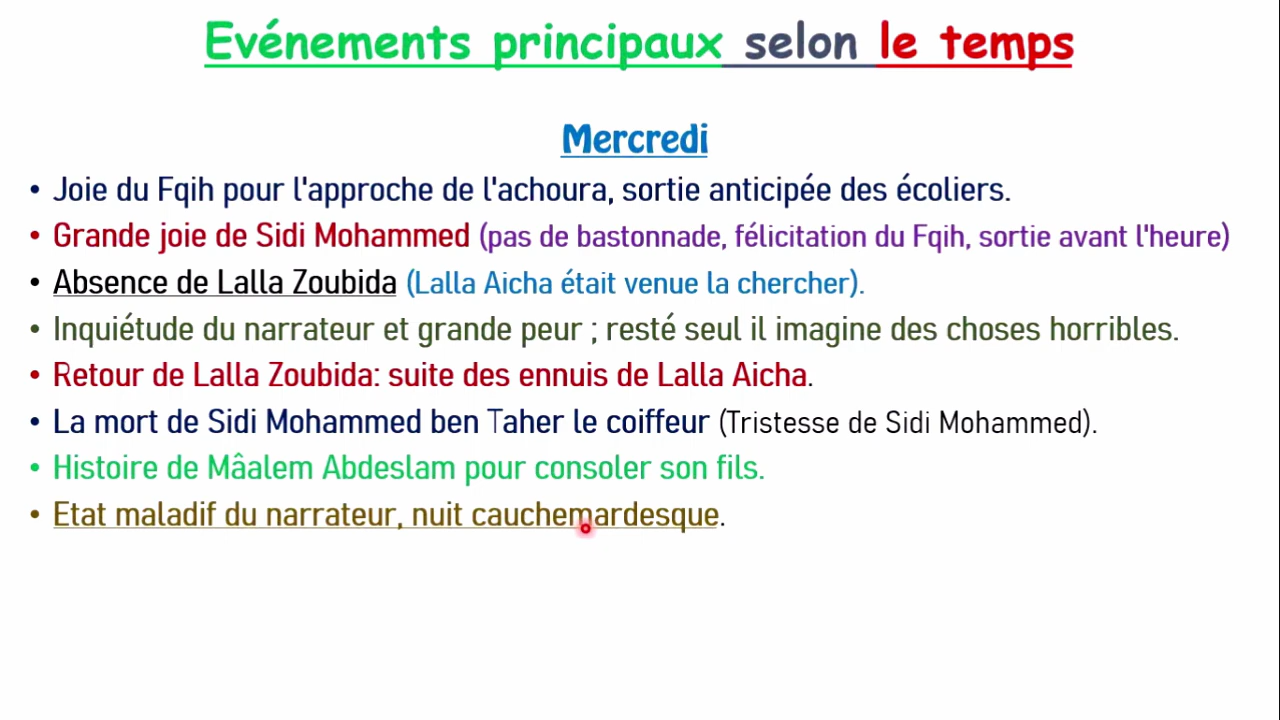 Evénements principaux selon le temps
Mercredi
• Joie du Fqih pour l'approche de l'achoura, sortie anticipée des écoliers.
• Grande joie de Sidi Mohammed (pas de bastonnade, félicitation du Fqih, sortie avant l'heure)
• Absence de Lalla Zoubida (Lalla Aicha était venue la chercher).
• Inquiétude du narrateur et grande peur ; resté seul il imagine des choses horribles.
• Retour de Lalla Zoubida: suite des ennuis de Lalla Aicha.
• La mort de Sidi Mohammed ben Taher le coiffeur (Tristesse de Sidi Mohammed).
• Histoire de Mâalem Abdeslam pour consoler son fils.
• Etat maladif du narrateur, nuit cauchemardesque.